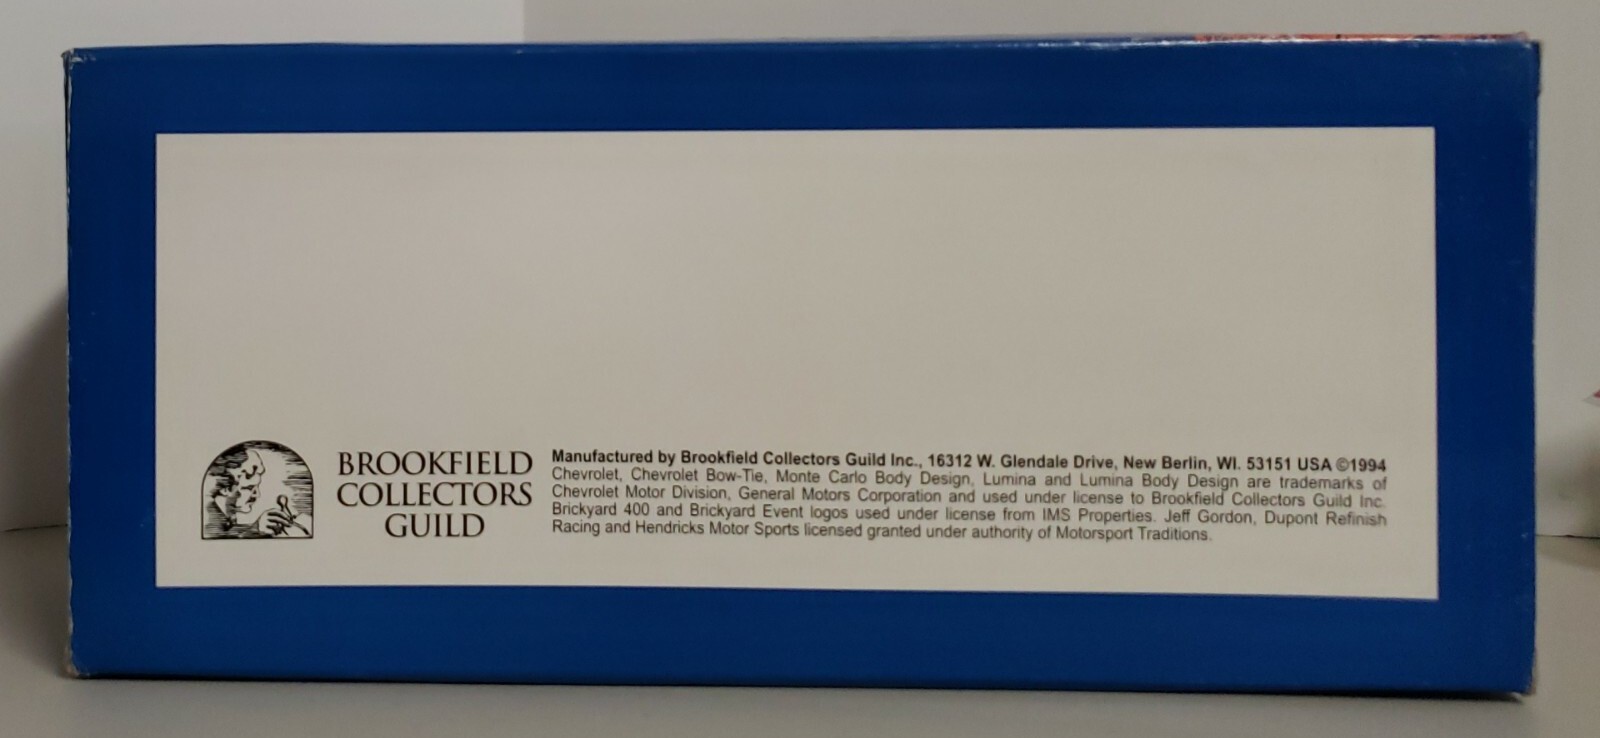 BROOKFIELD
COLLECTORS
GUILD
Manufactured by Brookfield Collectors Guild Inc., 16312 W. Glendale Drive, New Berlin, WI. 53151 USA ©1994
Chevrolet, Chevrolet Bow-Tie, Monte Carlo Body Design, Lumina and Lumina Body Design are trademarks of
Chevrolet Motor Division, General Motors Corporation and used under license to Brookfield Collectors Guild Inc.
Brickyard 400 and Brickyard Event logos used under license from IMS Properties. Jeff Gordon, Dupont Refinish
Racing and Hendricks Motor Sports licensed granted under authority of Motorsport Traditions.